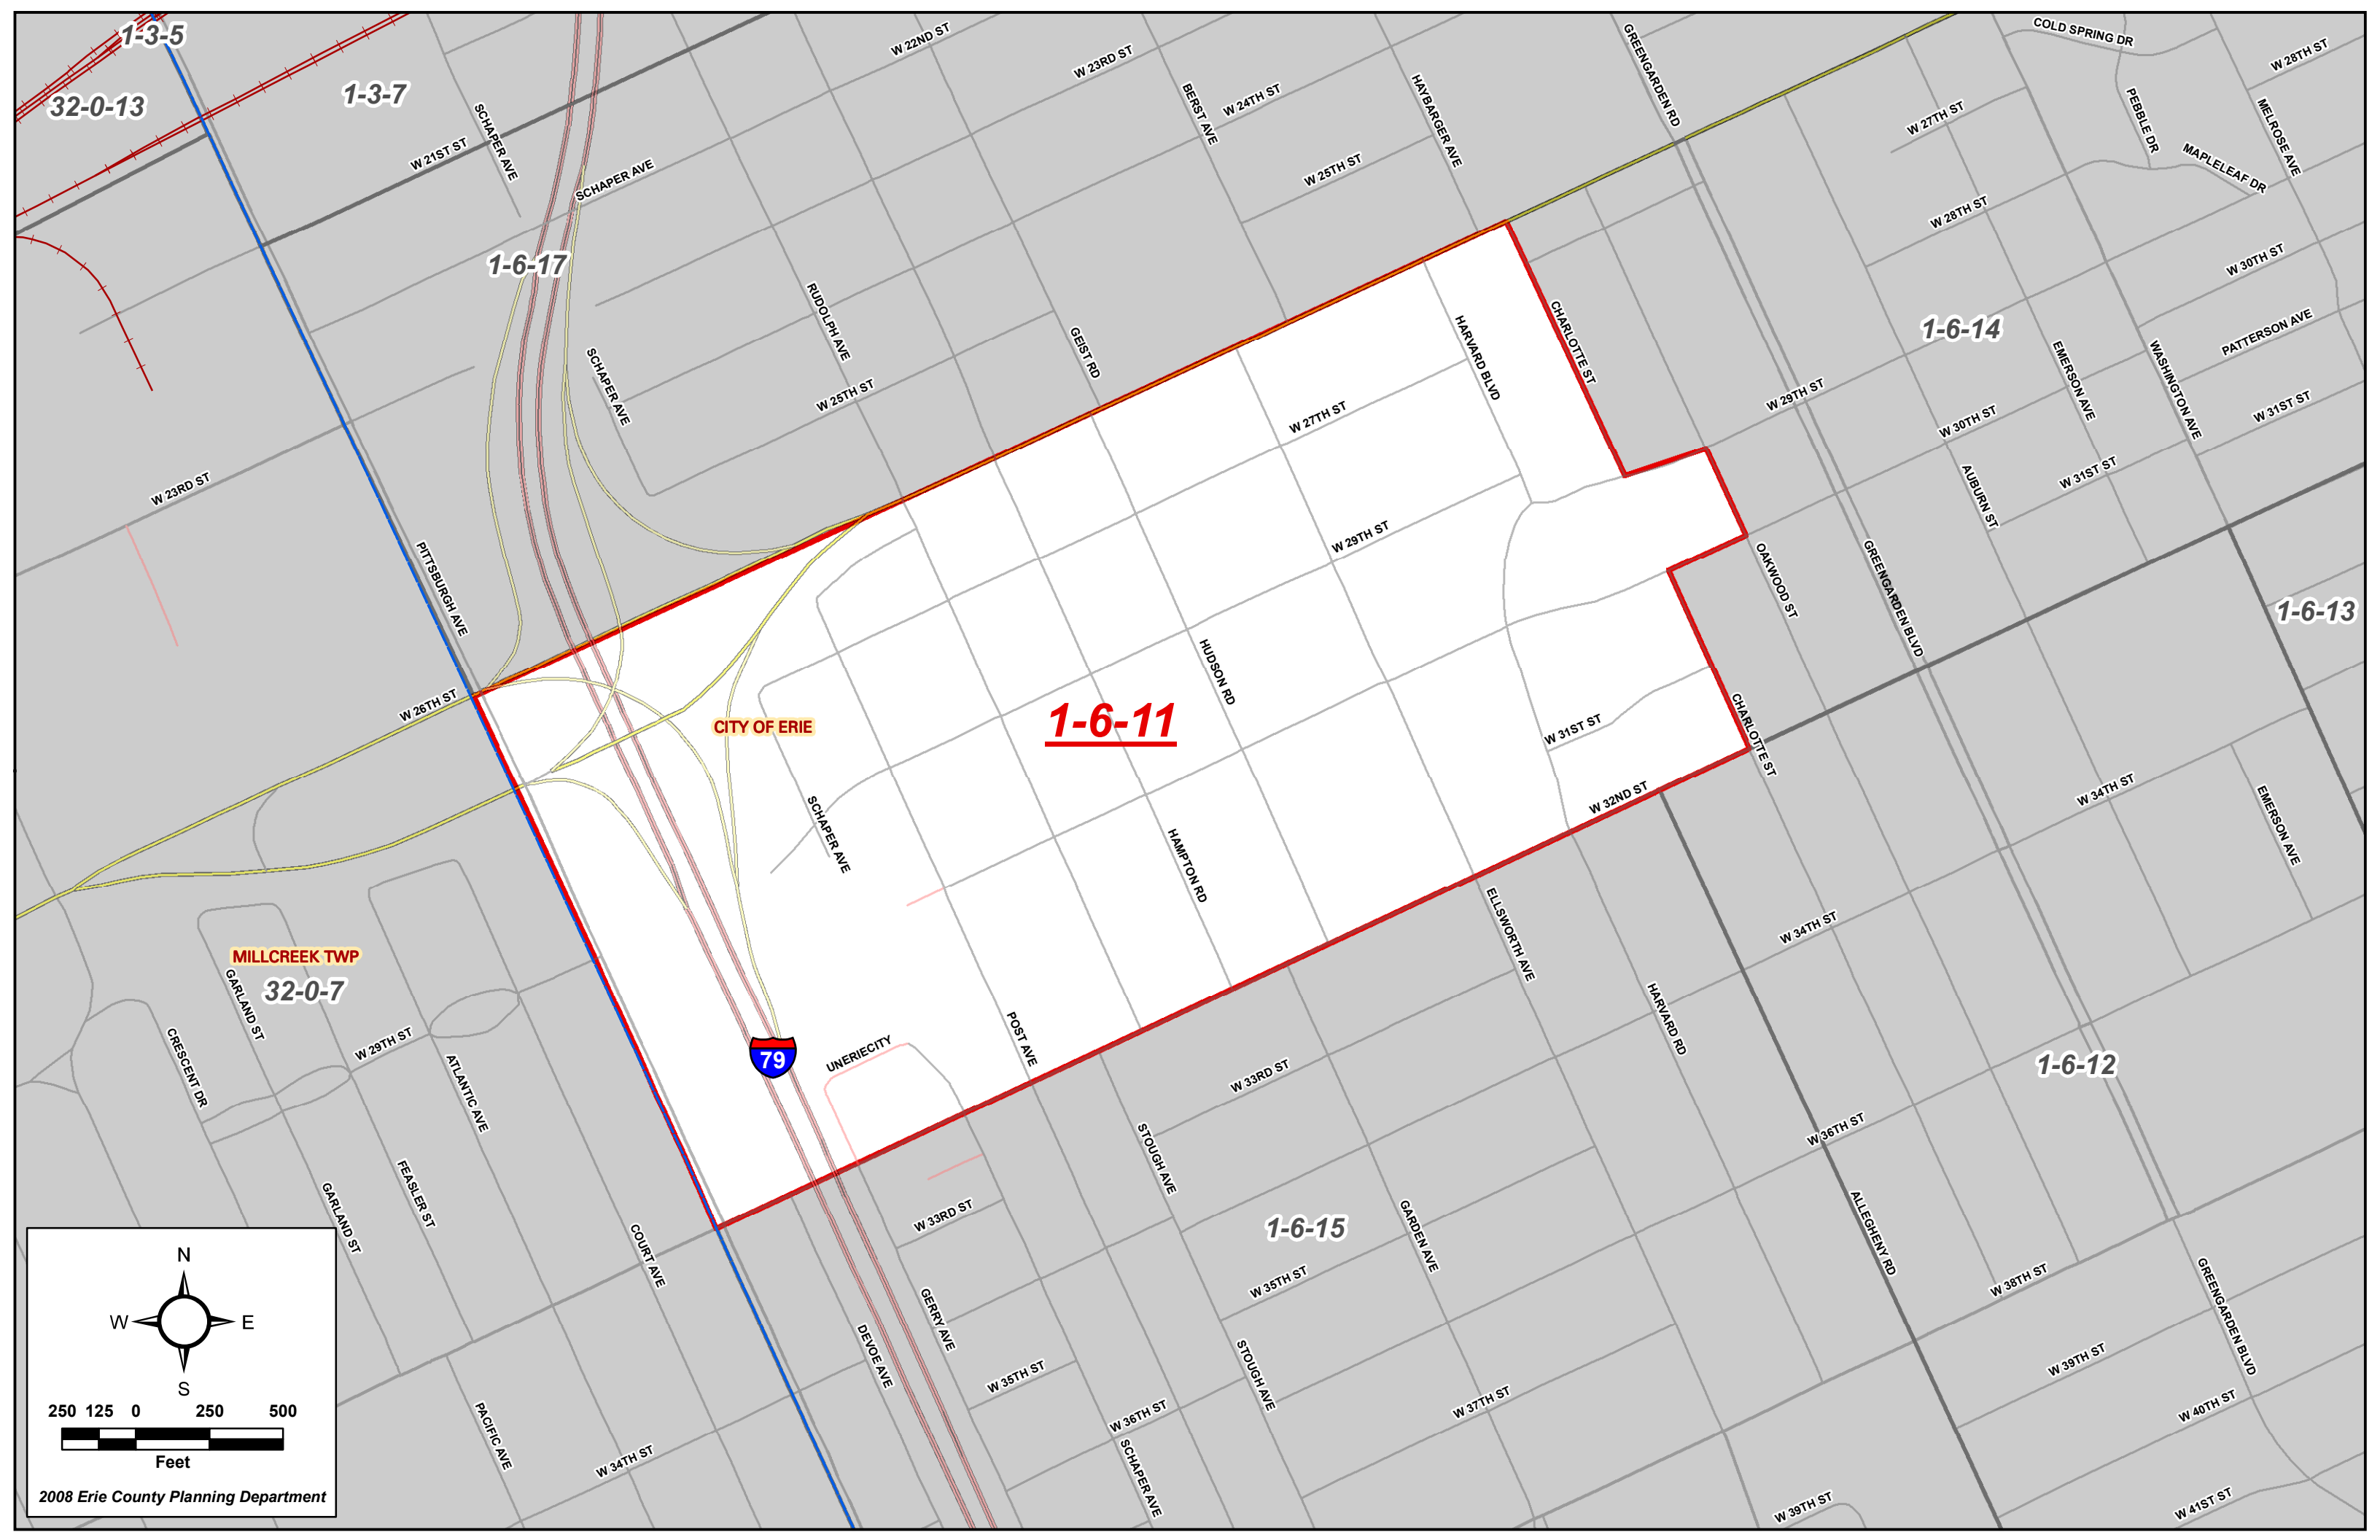 1-3-5
COLD SPRING DR
W 22ND ST
GREENGARDEN RD
W 28TH ST
W 23RD ST
32-0-13
1-3-7
SCHAPER AVE
BERST AVE
W 24TH ST
HAYBARGER AVE
W 27TH ST
PEBBLE DR
MELROSE AVE
W 21ST ST
SCHAPER AVE
W 25TH ST
MAPLELEAF DR
W 28TH ST
1-6-17
W 30TH ST
RUDOLPH AVE
GEIST RD
HARVARD BLVD
CHARLOTTE ST
1-6-14
PATTERSON AVE
SCHAPER AVE
W 25TH ST
W 27TH ST
W 29TH ST
EMERSON AVE
WASHINGTON AVE
W 31ST ST
W 30TH ST
W 23RD ST
W 31ST ST
AUBURN ST
W 29TH ST
PITTSBURGH AVE
OAKWOOD ST
GREENGARDEN BLVD
1-6-13
HUDSON RD
W 26TH ST
CITY OF ERIE
1-6-11
W 31ST ST
CHARLOTTE ST
SCHAPER AVE
W 32ND ST
W 34TH ST
EMERSON AVE
HAMPTON RD
MILLCREEK TWP
32-0-7
GARLAND ST
ELLSWORTH AVE
W 34TH ST
CRESCENT DR
W 29TH ST
ATLANTIC AVE
79
UNERIECITY
POST AVE
HARVARD RD
W 33RD ST
1-6-12
STOUGH AVE
W 36TH ST
FEASLER ST
GARLAND ST
COURT AVE
W 33RD ST
1-6-15
GARDEN AVE
ALLEGHENY RD
W 35TH ST
W 38TH ST
GREENGARDEN BLVD
GERRY AVE
DEVOE AVE
W 35TH ST
STOUGH AVE
W 39TH ST
PACIFIC AVE
W 36TH ST
W 37TH ST
W 40TH ST
W 34TH ST
SCHAPER AVE
W 39TH ST
W 41ST ST
N
W E
S
250 125 0 250 500
Feet
2008 Erie County Planning Department